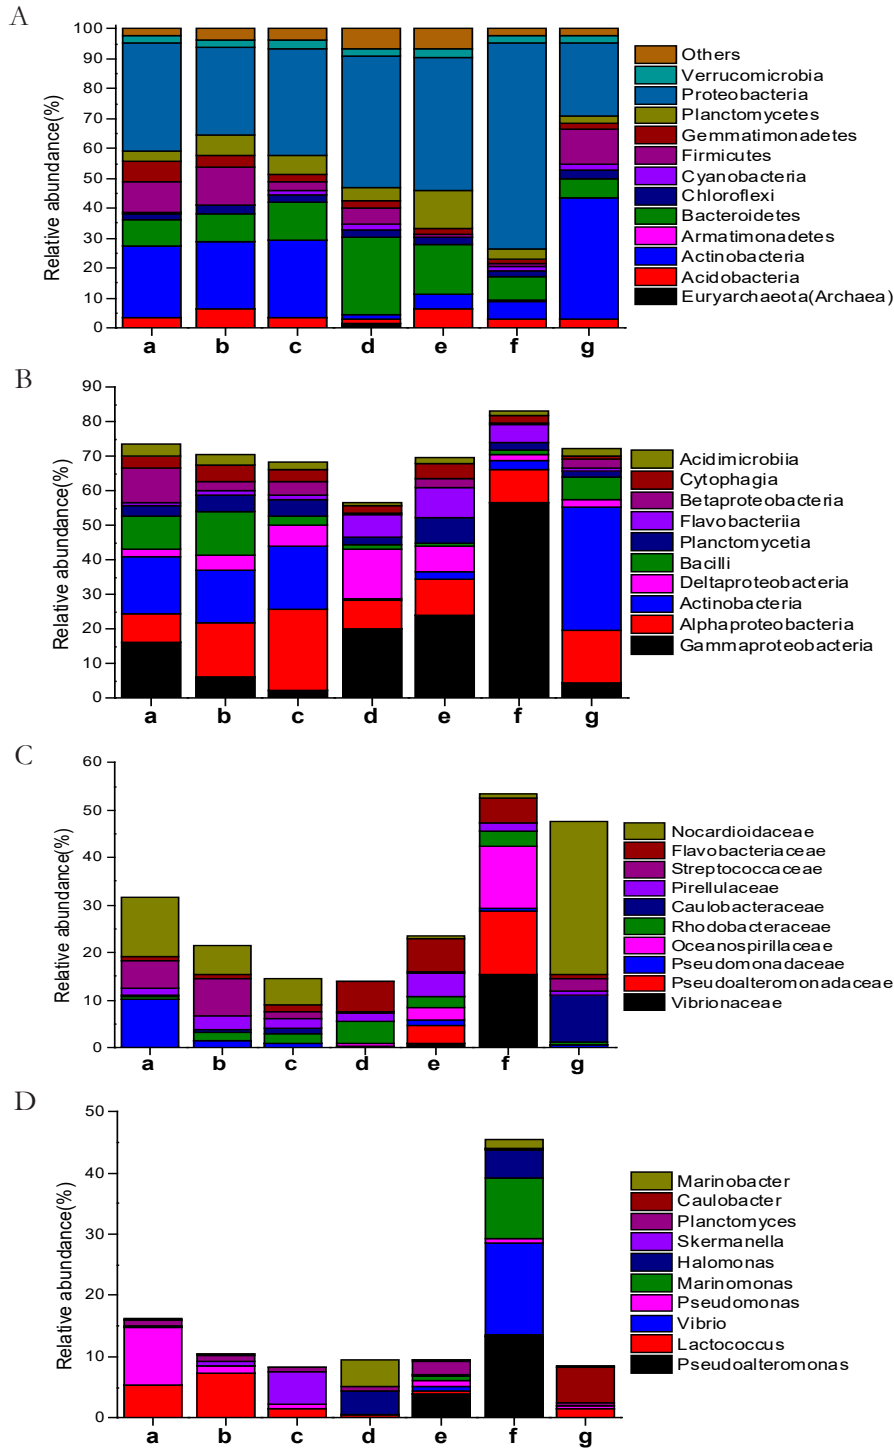 A
Relative abundance(%)
100
90
80
70
60
50
40
30
20
10
0
a b c d e f g
Others
Verrucomicrobia
Proteobacteria
Planctomycetes
Gemmatimonadetes
Firmicutes
Cyanobacteria
Chloroflexi
Bacteroidetes
Armatimonadetes
Actinobacteria
Acidobacteria
Euryarchaeota(Archaea)
B
Relative abundance(%)
90
80
70
60
50
40
30
20
10
0
a b c d e f g
Acidimicrobiia
Cytophagia
Betaproteobacteria
Flavobacteriia
Planctomycetia
Bacilli
Deltaproteobacteria
Actinobacteria
Alphaproteobacteria
Gammaproteobacteria
C
Relative abundance(%)
60
50
40
30
20
10
0
a b c d e f g
Nocardioidaceae
Flavobacteriaceae
Streptococcaceae
Pirellulaceae
Caulobacteraceae
Rhodobacteraceae
Oceanospirillaceae
Pseudomonadaceae
Pseudoalteromonadaceae
Vibrionaceae
D
Relative abundance(%)
50
40
30
20
10
0
a b c d e f g
Marinobacter
Caulobacter
Planctomyces
Skermanella
Halomonas
Marinomonas
Pseudomonas
Vibrio
Lactococcus
Pseudoalteromonas